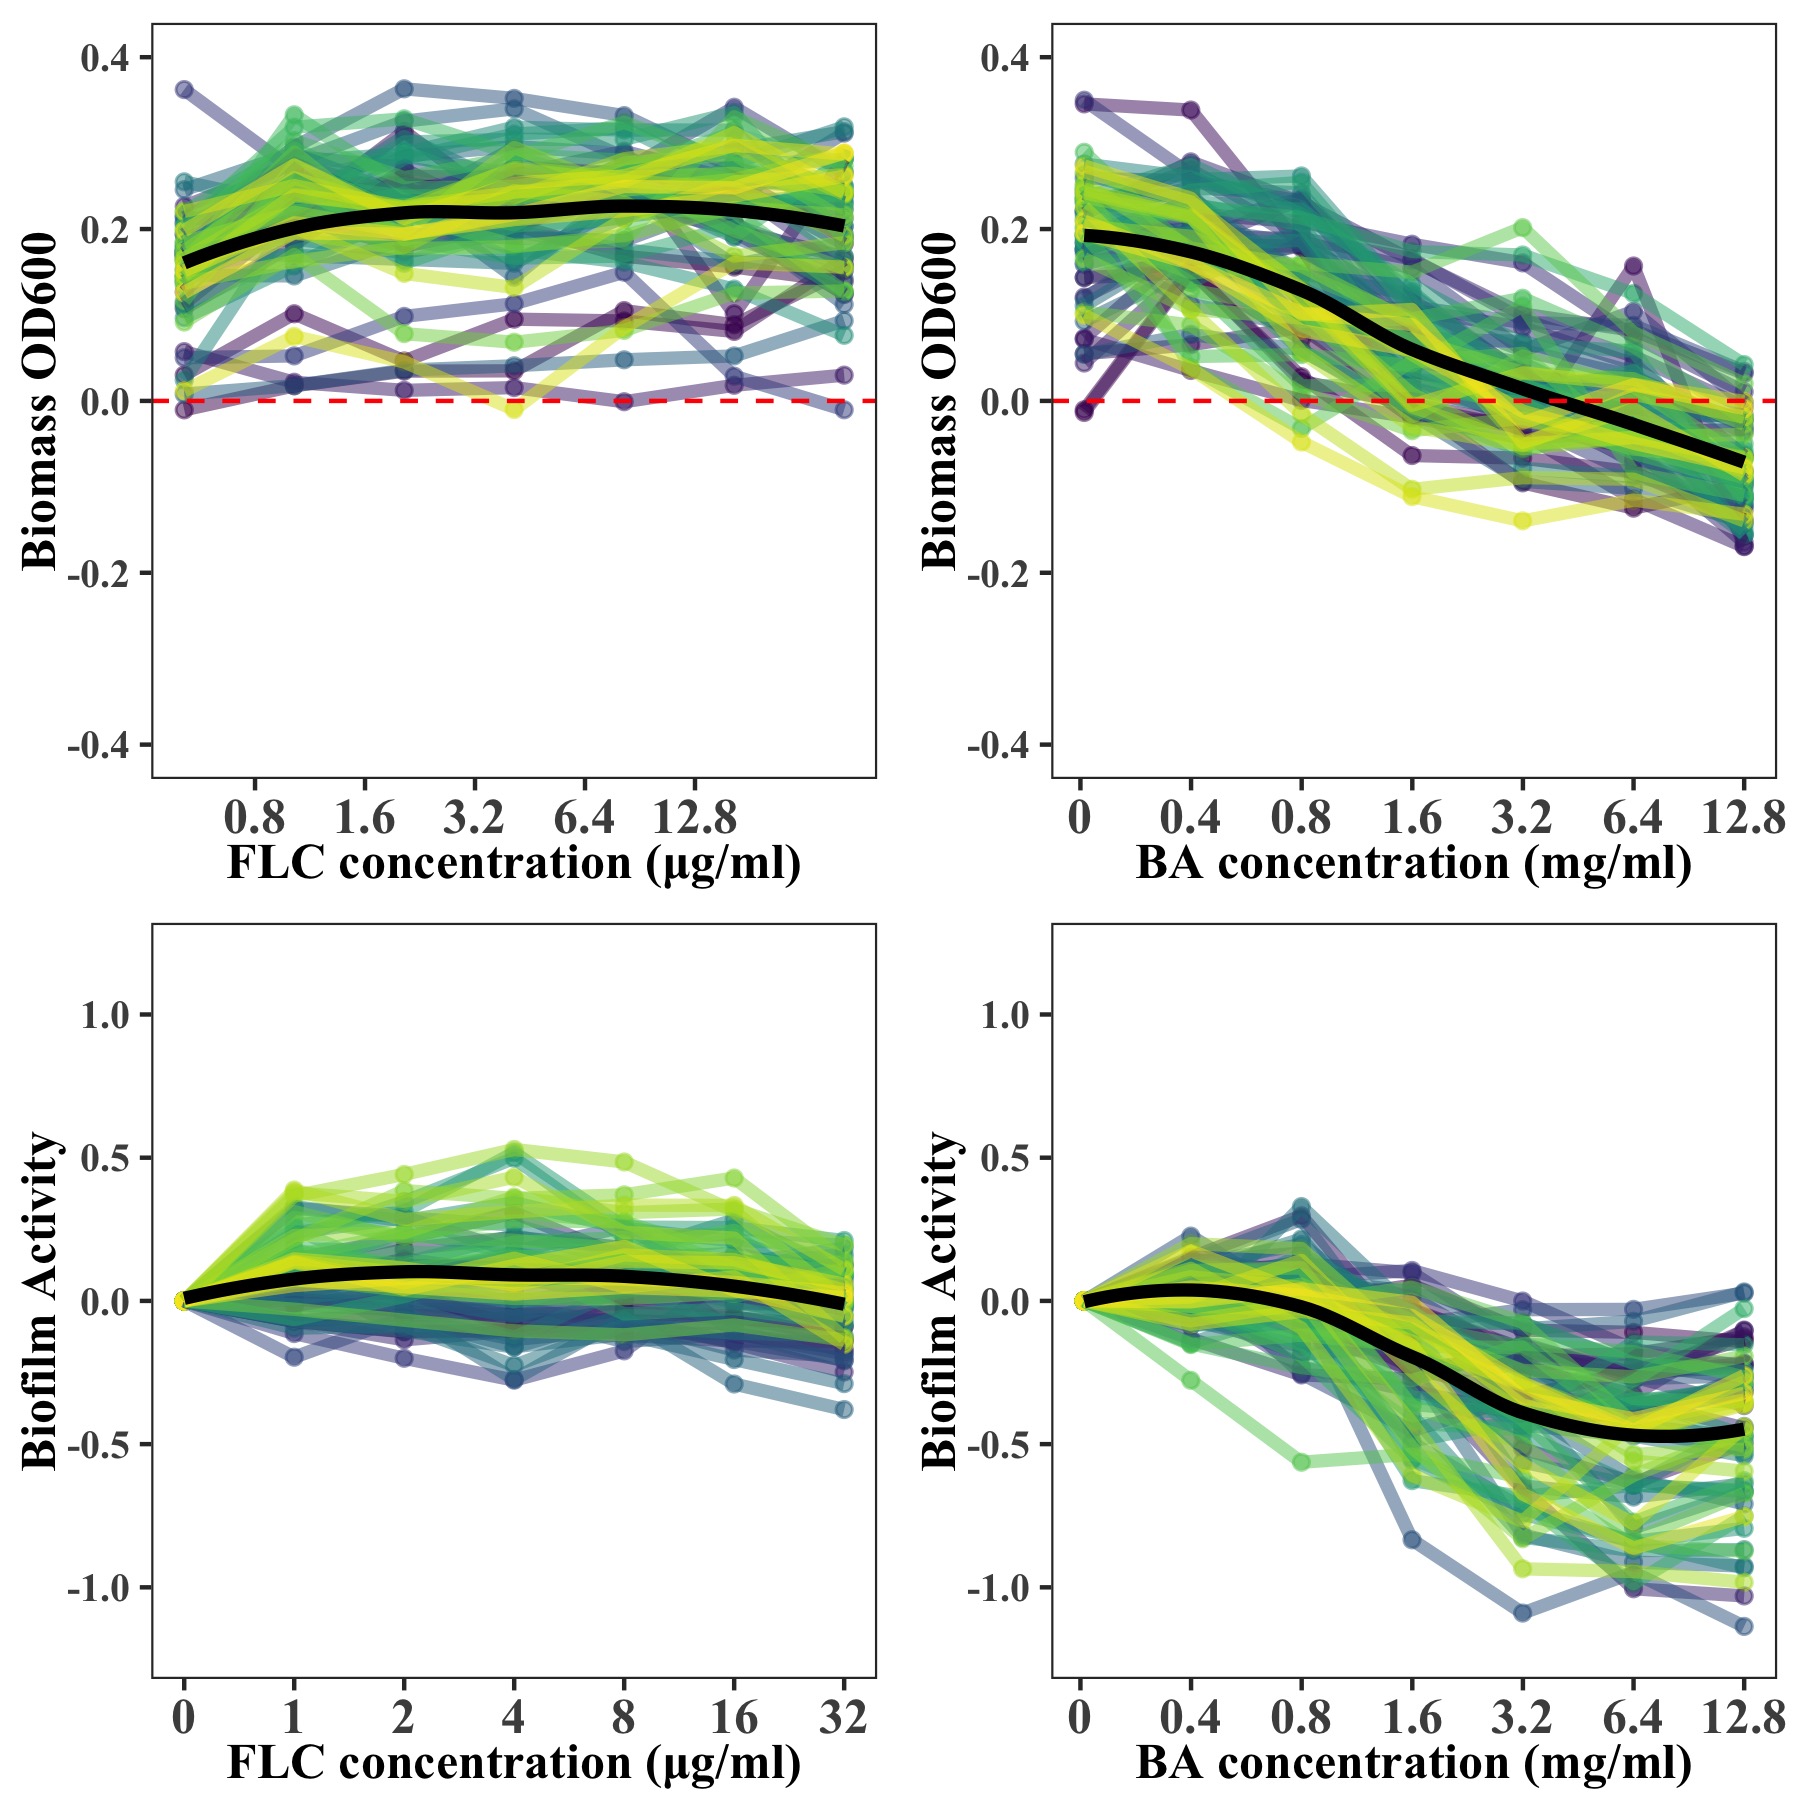 Biomass OD600
0.4
0.2
0.0
-0.2
-0.4
0.8 1.6 3.2 6.4 12.8
FLC concentration (µg/ml)
Biomass OD600
0.4
0.2
0.0
-0.2
-0.4
0 0.4 0.8 1.6 3.2 6.4 12.8
BA concentration (mg/ml)
Biofilm Activity
1.0
0.5
0.0
-0.5
-1.0
0 1 2 4 8 16 32
FLC concentration (µg/ml)
Biofilm Activity
1.0
0.5
0.0
-0.5
-1.0
0 0.4 0.8 1.6 3.2 6.4 12.8
BA concentration (mg/ml)